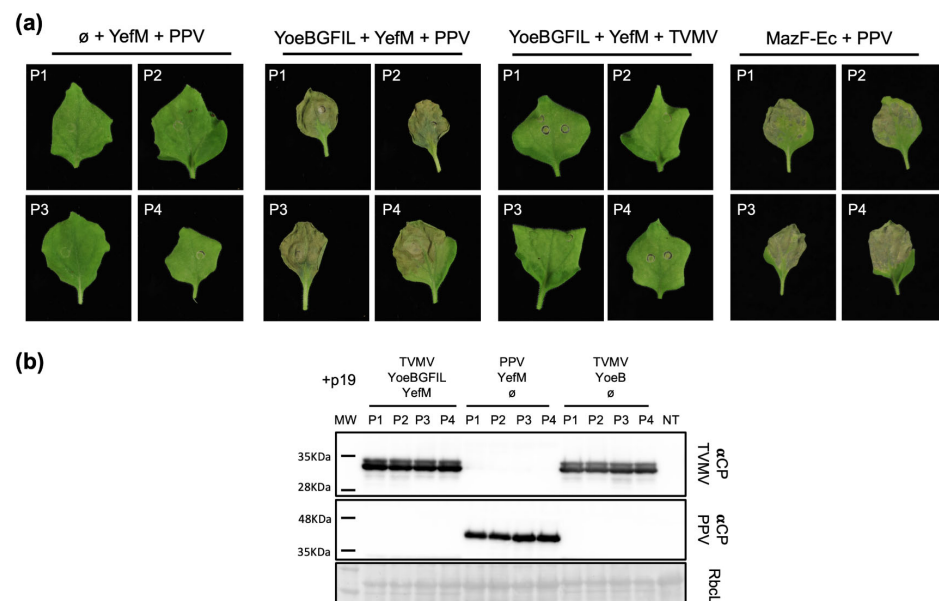 (a)
ø + YefM + PPV
YoeBGFIL + YefM + PPV
YoeBGFIL + YefM + TVMV
MazF-Ec + PPV
P1
P2
P1
P2
P1
P2
P1
P2
P3
P4
P3
P4
P3
P4
P3
P4
(b)
+p19
TVMV
YoeBGFIL
YefM
PPV
YefM
ø
TVMV
YoeB
ø
MW P1 P2 P3 P4 P1 P2 P3 P4 P1 P2 P3 P4 NT
35KDa
28KDa
αCP
TVMV
48KDa
35KDa
αCP
PPV
RbcL